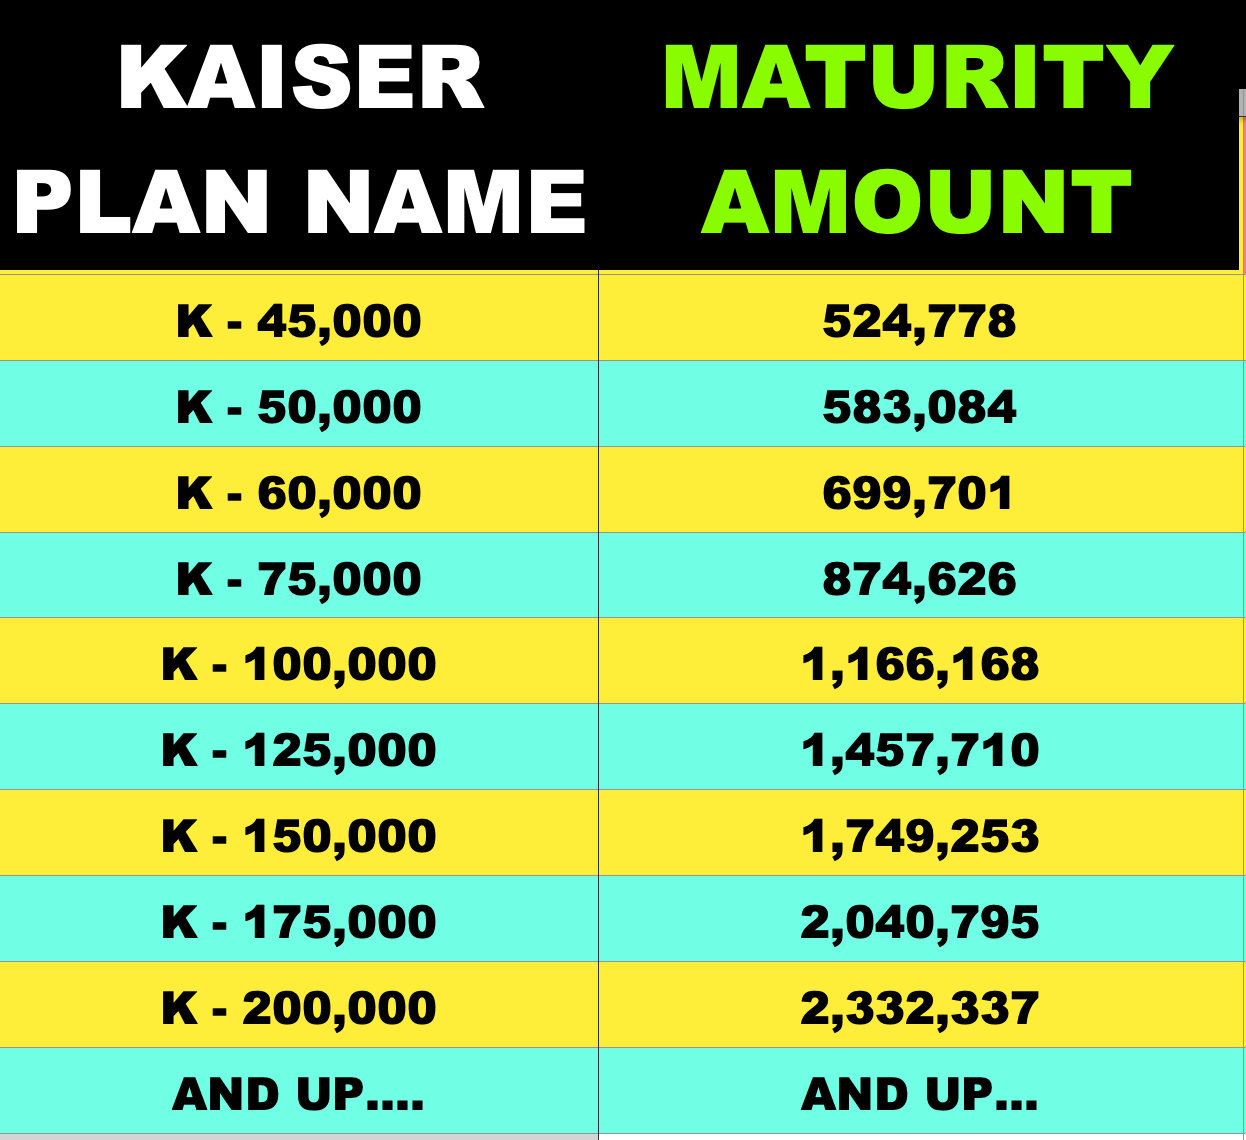 KAISER
PLAN NAME
MATURITY
AMOUNT
K - 45,000 524,778
K - 50,000 583,084
K - 60,000 699,701
K - 75,000 874,626
K - 100,000 1,166,168
K - 125,000 1,457,710
K - 150,000 1,749,253
K - 175,000 2,040,795
K - 200,000 2,332,337
AND UP.... AND UP...